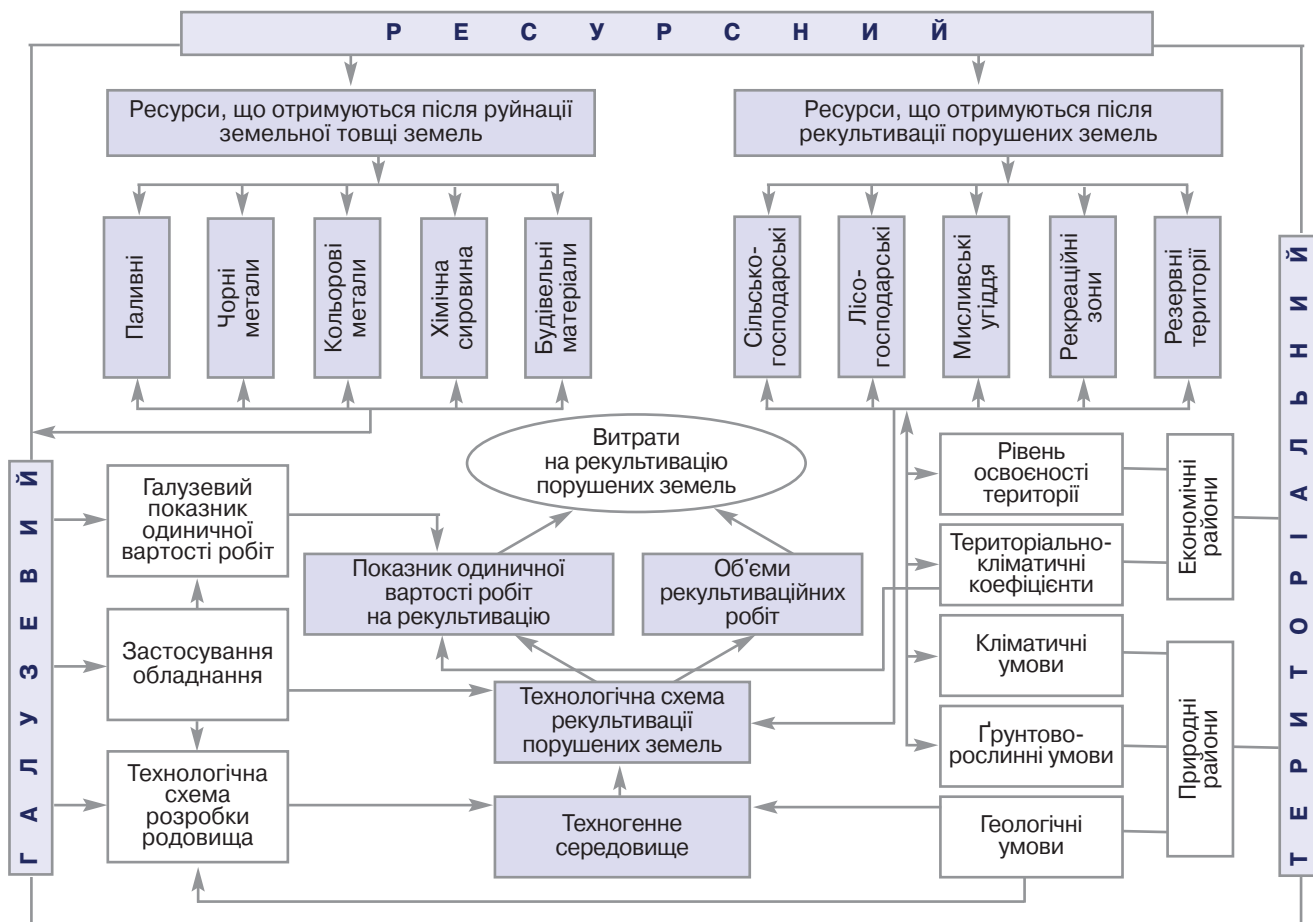 РЕСУРСНИЙ
Ресурси, що отримуються після руйнації
земельної товщі земель
Ресурси, що отримуються після
рекультивації порушених земель
Паливні
Чорні
метали
Кольорові
метали
Хімічна
сировина
Будівельні
матеріали
Сільсько-
господарські
Лісо-
господарські
Мисливські
угіддя
Рекреаційні
зони
Резервні
території
ГАЛУЗЕВИЙ
ТЕРИТОРІАЛЬНИЙ
Витрати
на рекультивацію
порушених земель
Галузевий
показник
одиничної
вартості робіт
Показник одиничної
вартості робіт
на рекультивацію
Об'єми
рекультиваційних
робіт
Рівень
освоєності
території
Територіально-
кліматичні
коефіцієнти
Економічні
райони
Застосування
обладнання
Технологічна схема
рекультивації
порушених земель
Кліматичні
умови
Ґрунтово-
рослинні умови
Природні
райони
Технологічна
схема
розробки
родовища
Техногенне
середовище
Геологічні
умови